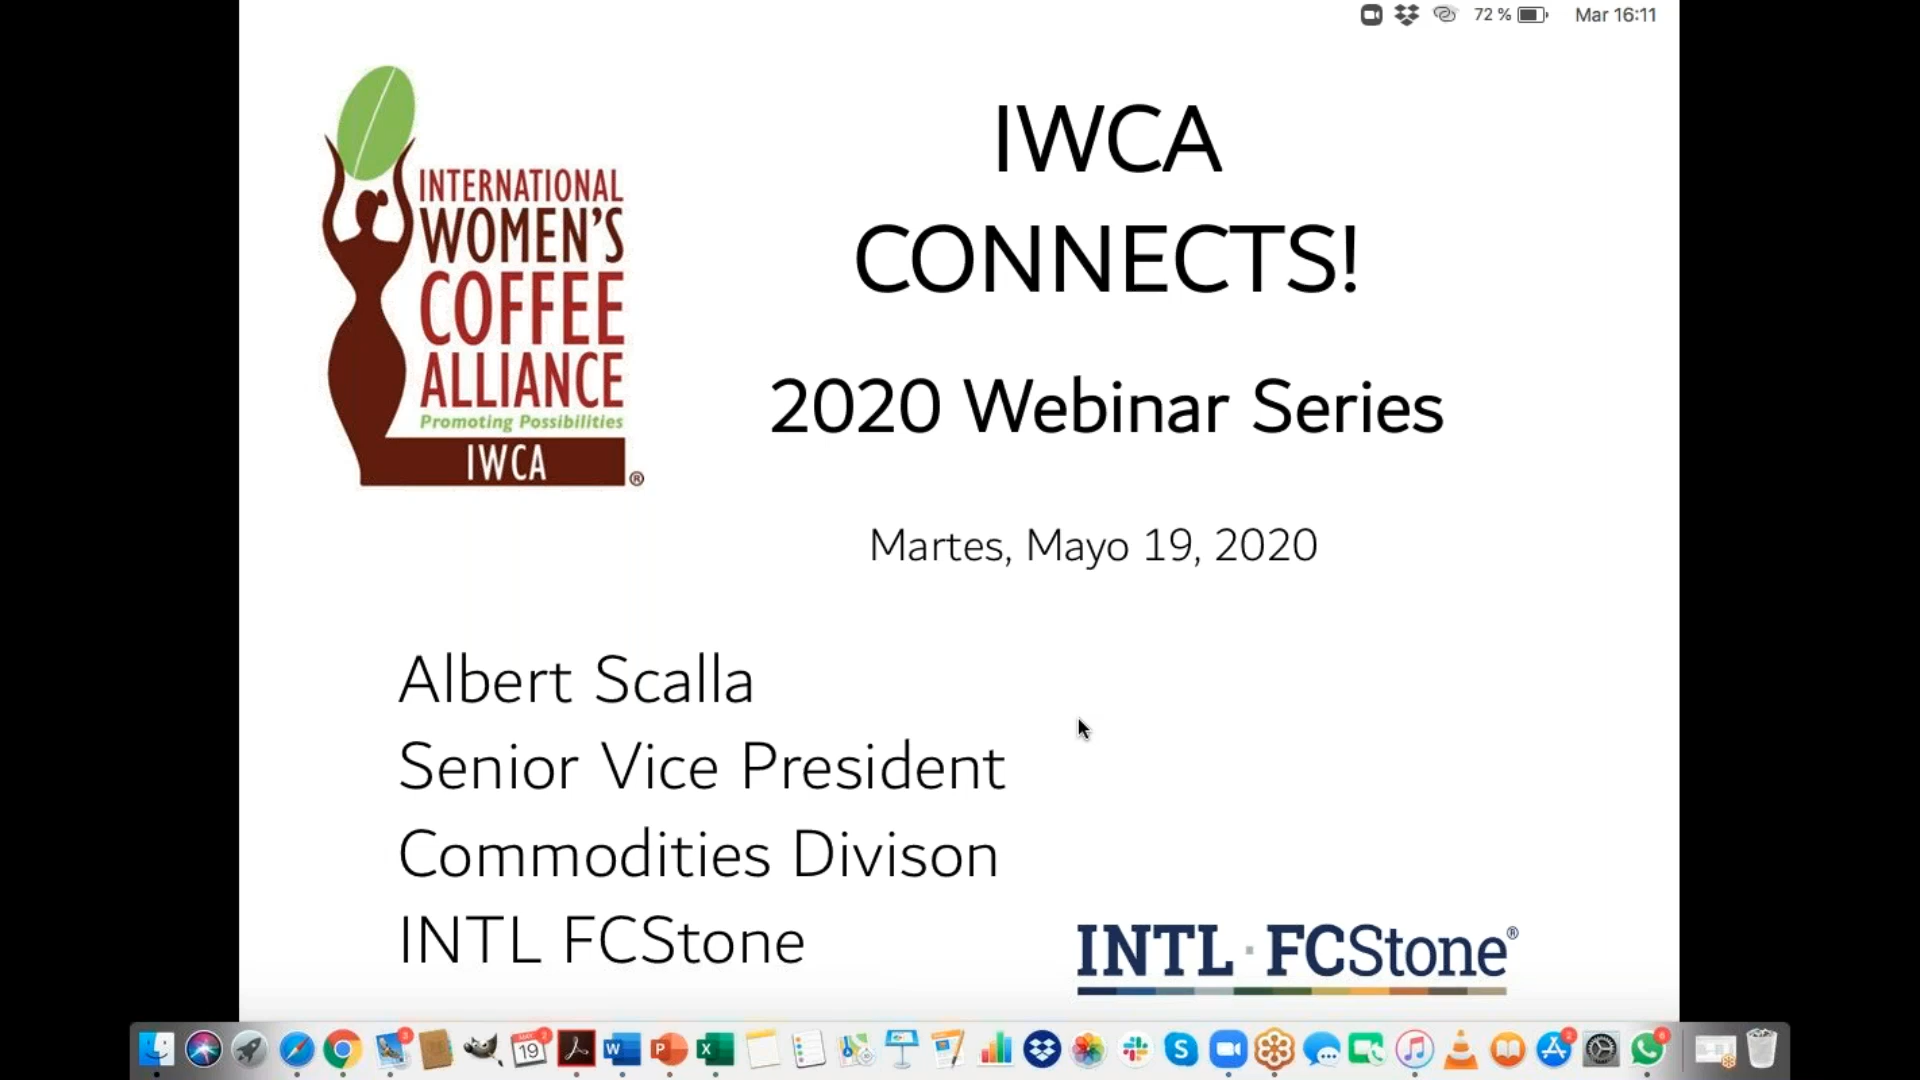 72 % Mar 16:11
INTERNATIONAL
WOMEN'S
COFFEE
ALLIANCE
Promoting Possibilities
IWCA ®
IWCA
CONNECTS!
2020 Webinar Series
Martes, Mayo 19, 2020
Albert Scalla
Senior Vice President
Commodities Divison
INTL FCStone
INTL · FCStone®
19